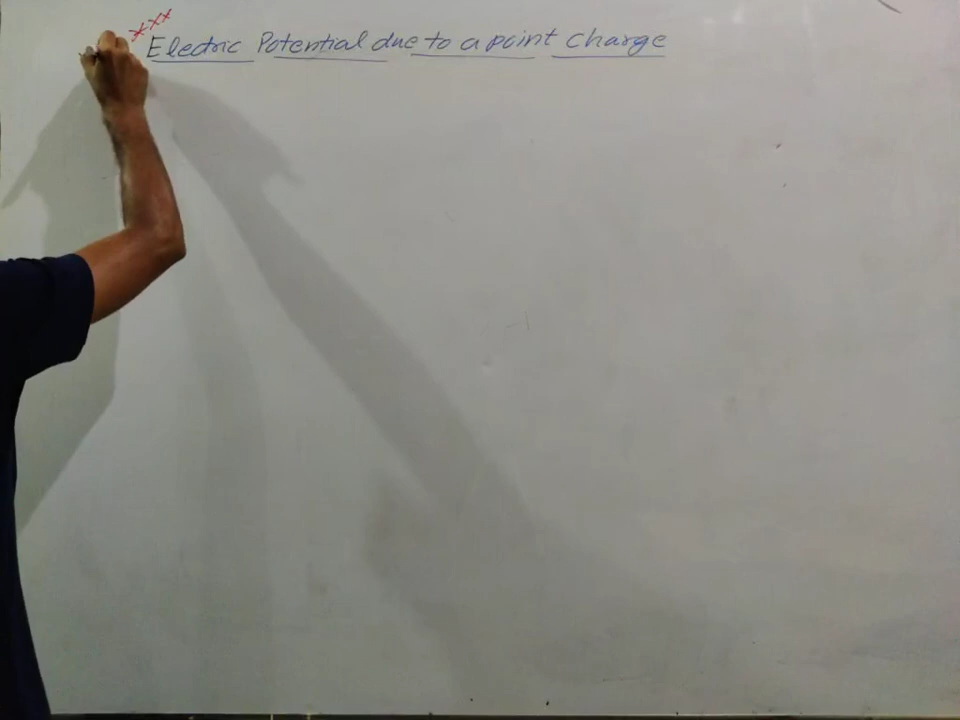 *** Electric Potential due to a point charge